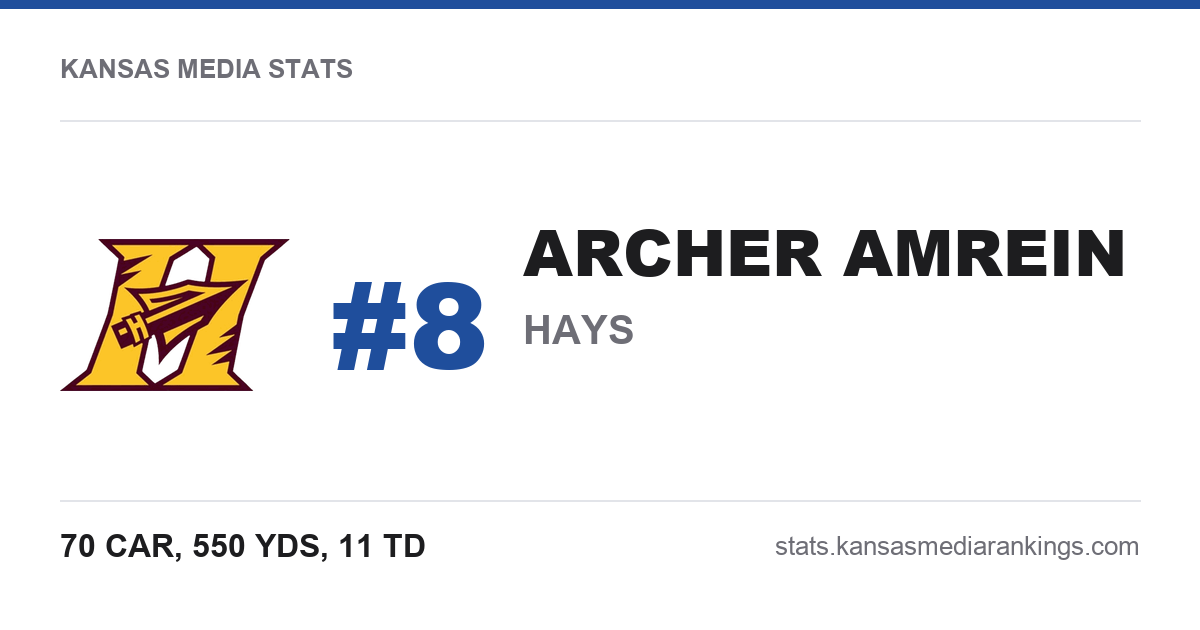 KANSAS MEDIA STATS
H
#8
ARCHER AMREIN
HAYS
70 CAR, 550 YDS, 11 TD
stats.kansasmediarankings.com